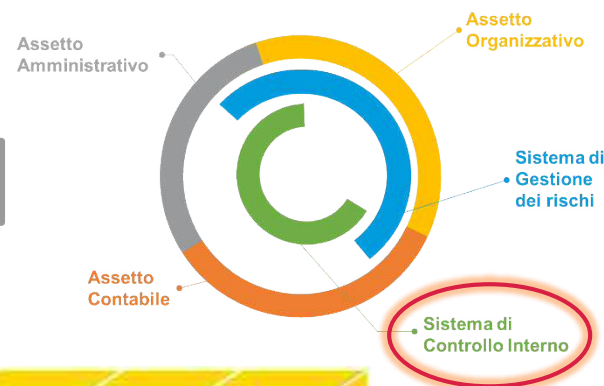 Assetto
Organizzativo
Assetto
Amministrativo
Sistema di
Gestione
dei rischi
Assetto
Contabile
Sistema di
Controllo Interno